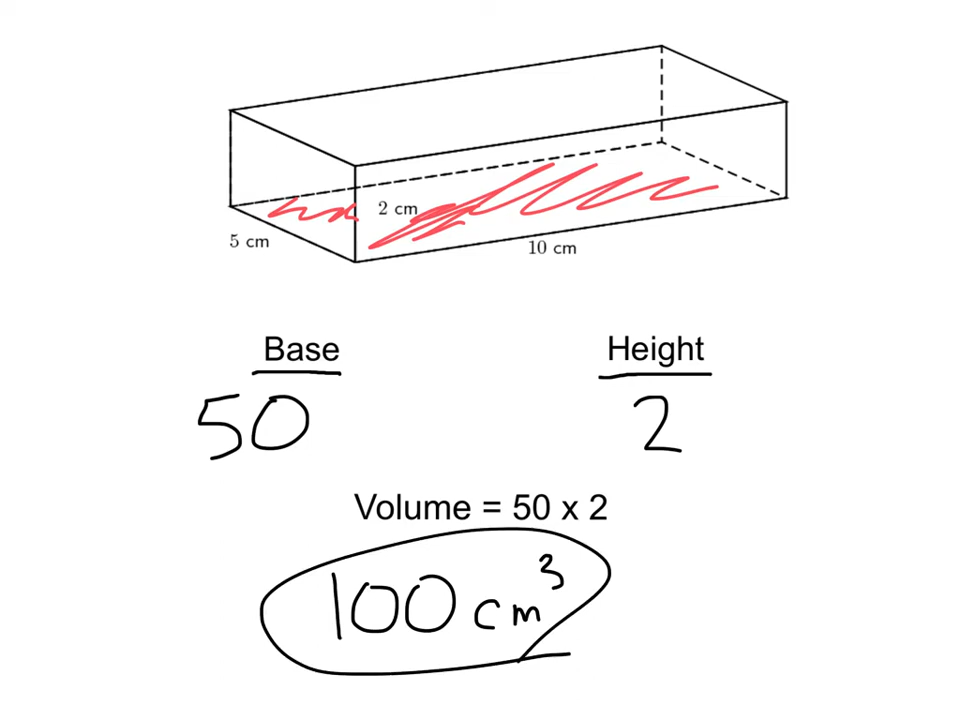 2 cm
5 cm
10 cm
Base Height
50 2
Volume = 50 x 2
100 cm³